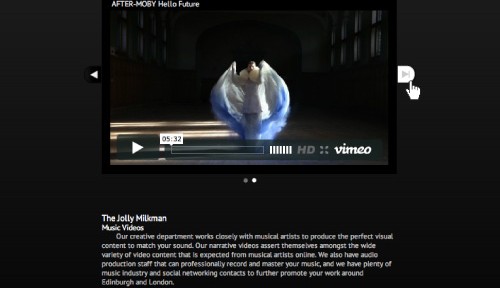 AFTER-MOBY Hello Future
05:32
HD vimeo
The Jolly Milkman
Music Videos
Our creative department works closely with musical artists to produce the perfect visual
content to match your sound. Our narrative videos assert themselves amongst the wide
variety of video content that is expected from musical artists online. We also have audio
production staff that can professionally record and master your music, and we have plenty of
music industry and social networking contacts to further promote your work around
Edinburgh and London.